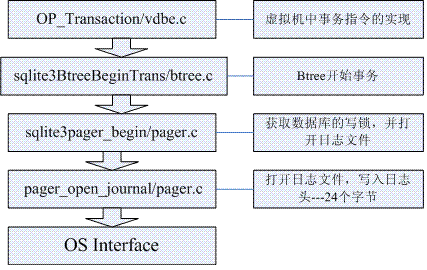 OP_Transaction/vdbe.c
虚拟机中事务指令的实现
sqlite3BtreeBeginTrans/btree.c
Btree开始事务
sqlite3pager_begin/pager.c
获取数据库的写锁，并打
开日志文件
pager_open_journal/pager.c
打开日志文件，写入日志
头---24个字节
OS Interface